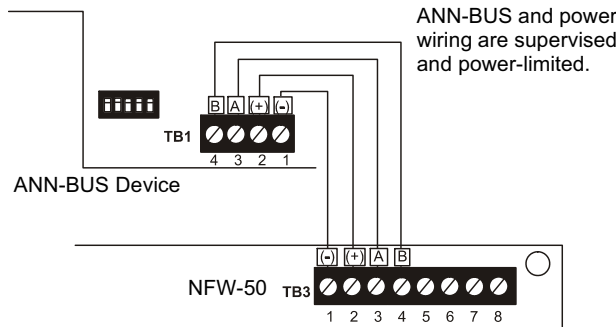 ANN-BUS and power
wiring are supervised
and power-limited.
B A (+) (-)
TB1
4 3 2 1
ANN-BUS Device
(-) (+) A B
NFW-50 TB3
1 2 3 4 5 6 7 8